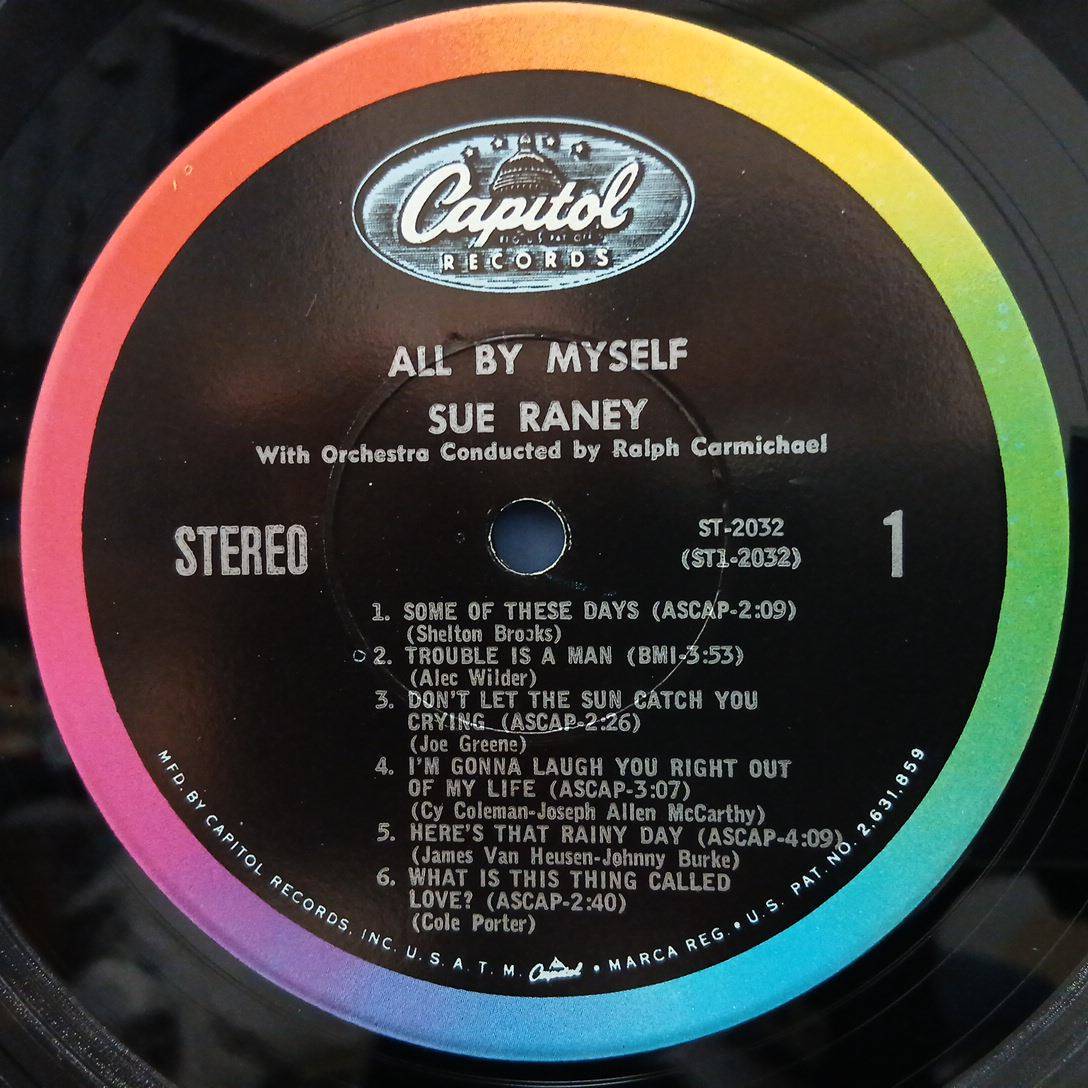 Capitol
REG. U.S. PAT. OFF.
RECORDS
ALL BY MYSELF
SUE RANEY
With Orchestra Conducted by Ralph Carmichael
STEREO
ST-2032
(ST1-2032)
1
1. SOME OF THESE DAYS (ASCAP-2:09)
(Shelton Brooks)
2. TROUBLE IS A MAN (BMI-3:53)
(Alec Wilder)
3. DON'T LET THE SUN CATCH YOU
CRYING (ASCAP-2:26)
(Joe Greene)
4. I'M GONNA LAUGH YOU RIGHT OUT
OF MY LIFE (ASCAP-3:07)
(Cy Coleman-Joseph Allen McCarthy)
5. HERE'S THAT RAINY DAY (ASCAP-4:09)
(James Van Heusen-Johnny Burke)
6. WHAT IS THIS THING CALLED
LOVE? (ASCAP-2:40)
(Cole Porter)
MFD. BY CAPITOL RECORDS, INC. U.S.A. T.M. Capitol • MARCA REG. • U.S. PAT. NO. 2,631,859